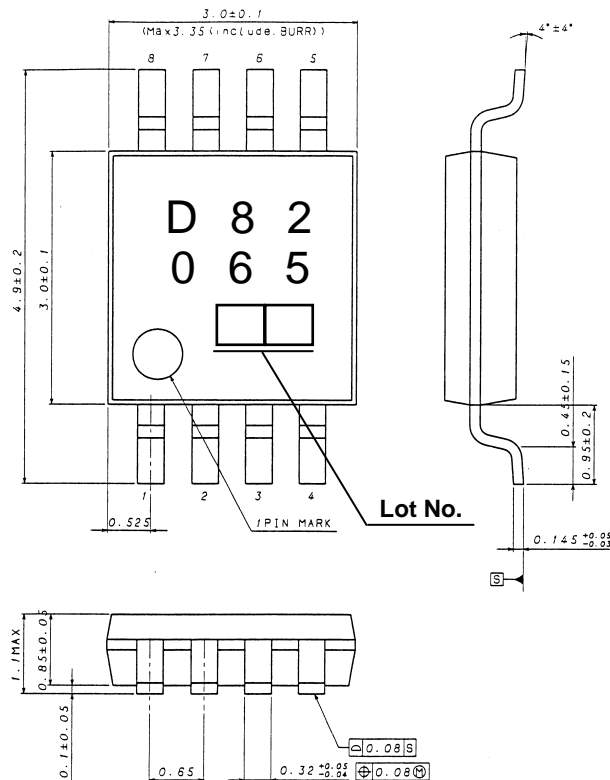 3.0±0.1
(Max3.35(include.BURR))
8 7 6 5
4°±4°
4.9±0.2
3.0±0.1
D 8 2
0 6 5
0.45±0.15
0.95±0.2
1 2 3 4
0.525
1PIN MARK
Lot No.
0.145 +0.05 -0.03
S
1.1MAX
0.85±0.05
0.1±0.05
0.65
0.32 +0.05 -0.04
0.08 S
⌖ 0.08 Ⓜ